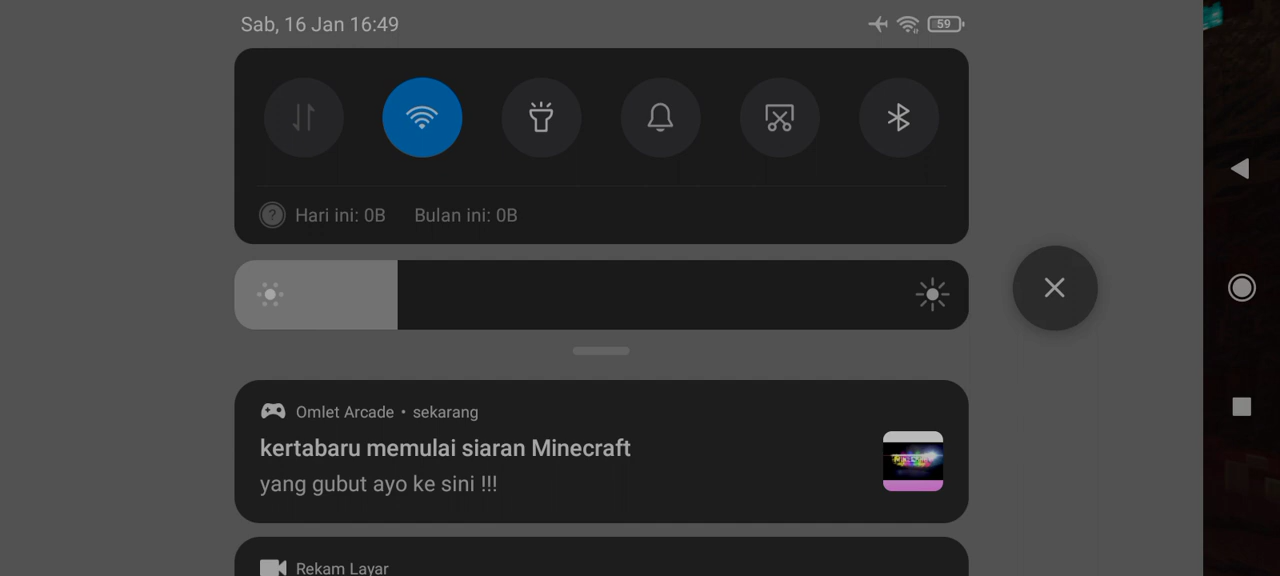 Sab, 16 Jan 16:49
59
? Hari ini: 0B Bulan ini: 0B
Omlet Arcade • sekarang
kertabaru memulai siaran Minecraft
yang gubut ayo ke sini !!!
Rekam Layar